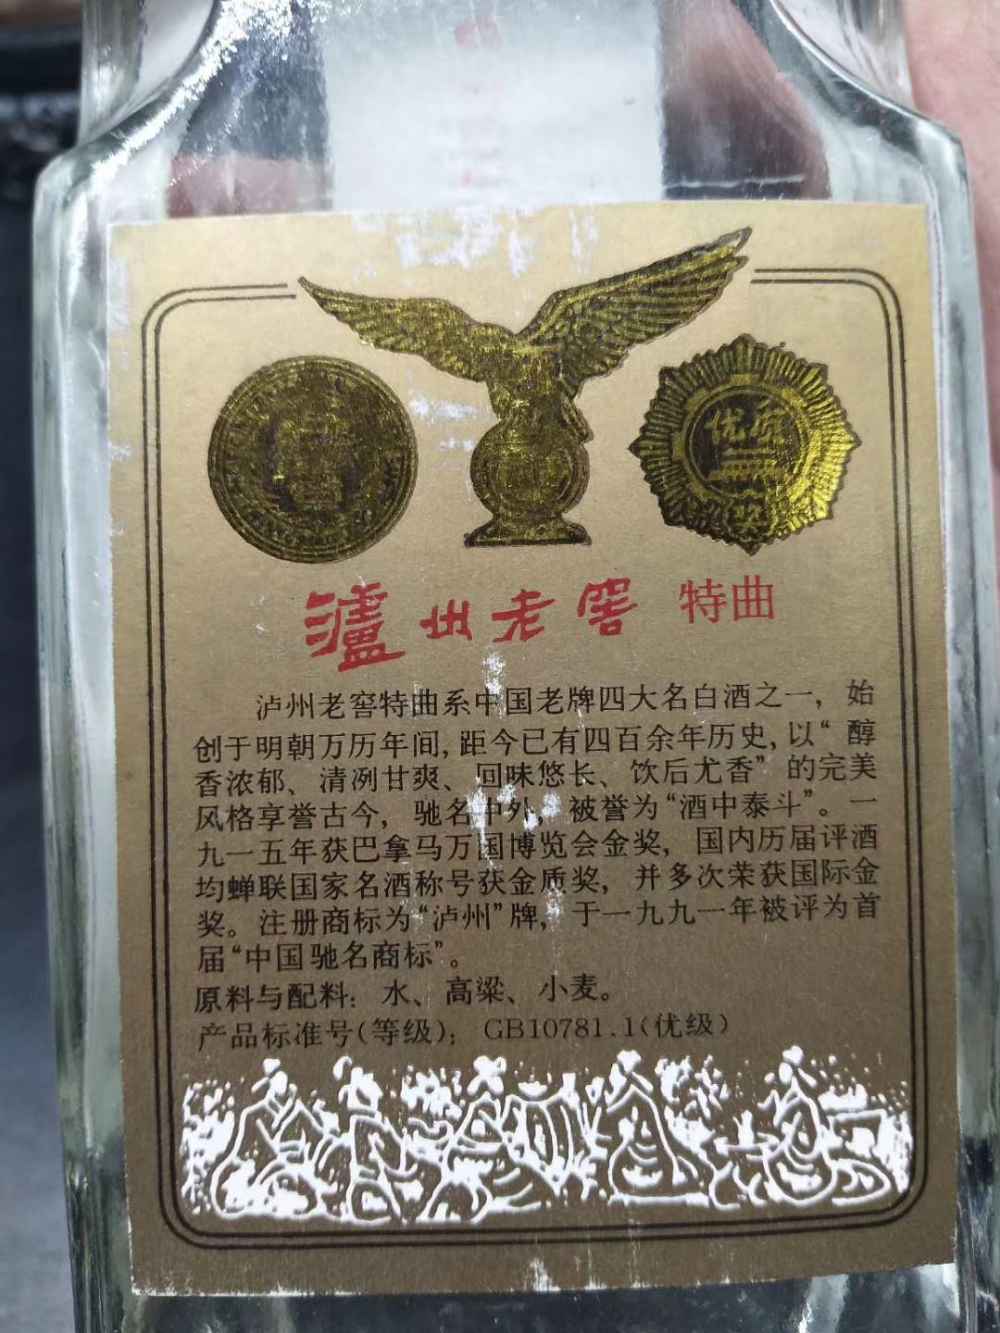 优质
奖
泸州老窖 特曲
泸州老窖特曲系中国老牌四大名白酒之一，始
创于明朝万历年间，距今已有四百余年历史，以“醇
香浓郁、清冽甘爽、回味悠长、饮后尤香”的完美
风格享誉古今，驰名中外，被誉为“酒中泰斗”。一
九一五年获巴拿马万国博览会金奖，国内历届评酒
均蝉联国家名酒称号获金质奖，并多次荣获国际金
奖。注册商标为“泸州”牌，于一九九一年被评为首
届“中国驰名商标”。
原料与配料：水、高粱、小麦。
产品标准号(等级)：GB10781.1(优级)